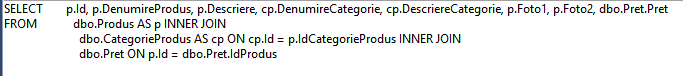 SELECT p.Id, p.DenumireProdus, p.Descriere, cp.DenumireCategorie, cp.DescriereCategorie, p.Foto1, p.Foto2, dbo.Pret.Pret
FROM dbo.Produs AS p INNER JOIN
dbo.CategorieProdus AS cp ON cp.Id = p.IdCategorieProdus INNER JOIN
dbo.Pret ON p.Id = dbo.Pret.IdProdus